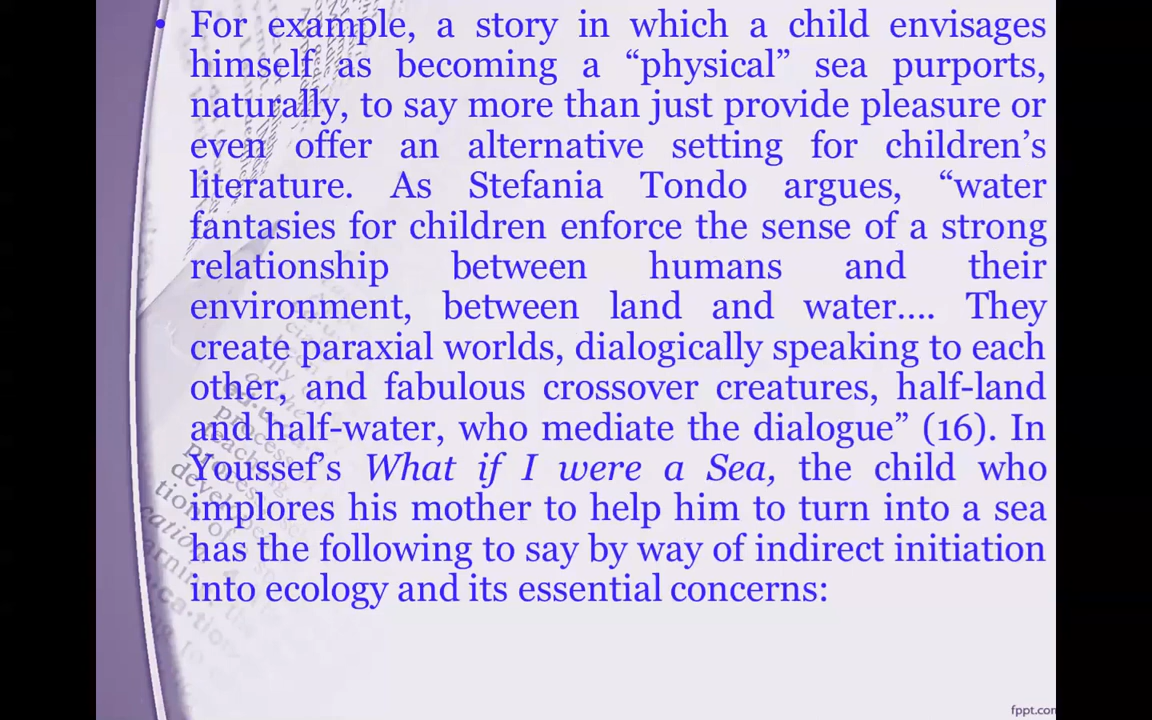 • For example, a story in which a child envisages
himself as becoming a “physical” sea purports,
naturally, to say more than just provide pleasure or
even offer an alternative setting for children’s
literature. As Stefania Tondo argues, “water
fantasies for children enforce the sense of a strong
relationship between humans and their
environment, between land and water…. They
create paraxial worlds, dialogically speaking to each
other, and fabulous crossover creatures, half-land
and half-water, who mediate the dialogue” (16). In
Youssef’s What if I were a Sea, the child who
implores his mother to help him to turn into a sea
has the following to say by way of indirect initiation
into ecology and its essential concerns:
fppt.com